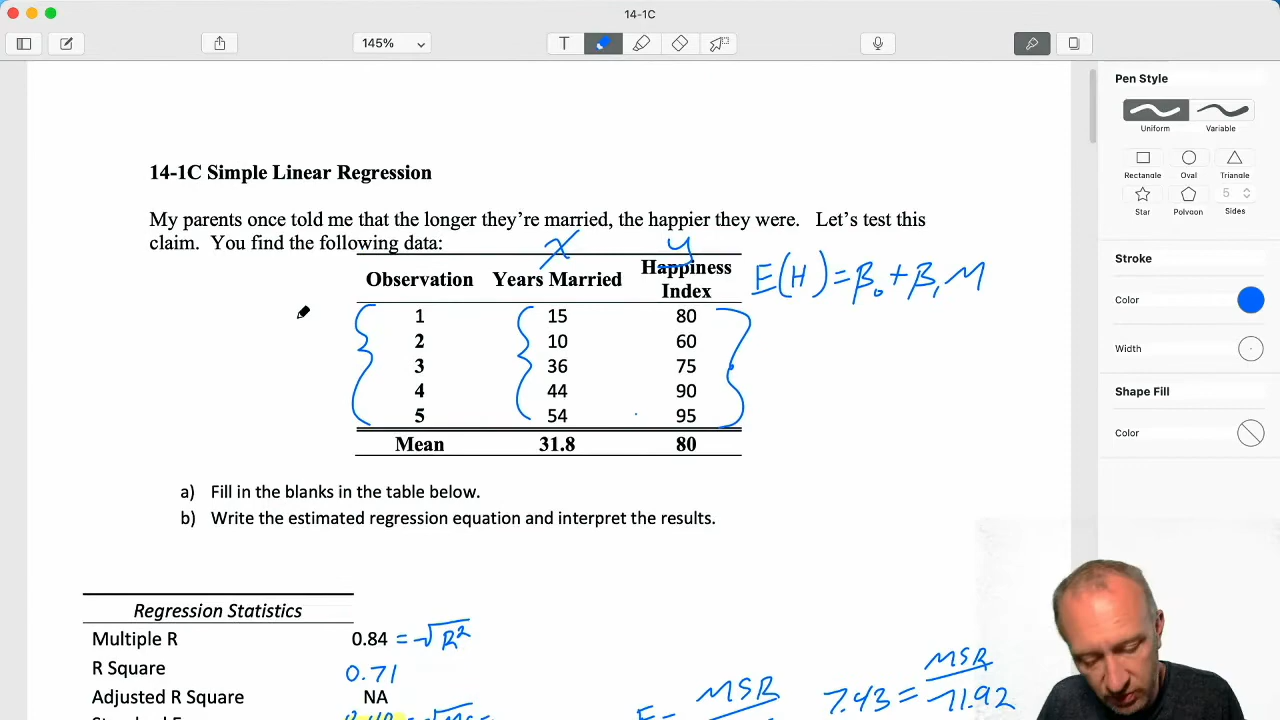 14-1C
145%
T
Pen Style
Uniform Variable
Rectangle Oval Triangle
5
Star Polygon Sides
Stroke
Color
Width
Shape Fill
Color
14-1C Simple Linear Regression
My parents once told me that the longer they're married, the happier they were. Let's test this
claim. You find the following data:
x y
Observation Years Married Happiness Index
E(H) = β₀ + β₁ M
1 15 80
2 10 60
3 36 75
4 44 90
5 54 95
Mean 31.8 80
a) Fill in the blanks in the table below.
b) Write the estimated regression equation and interpret the results.
Regression Statistics
Multiple R 0.84 = √R²
R Square 0.71
Adjusted R Square NA
MSR
7.43 = MSR
71.92